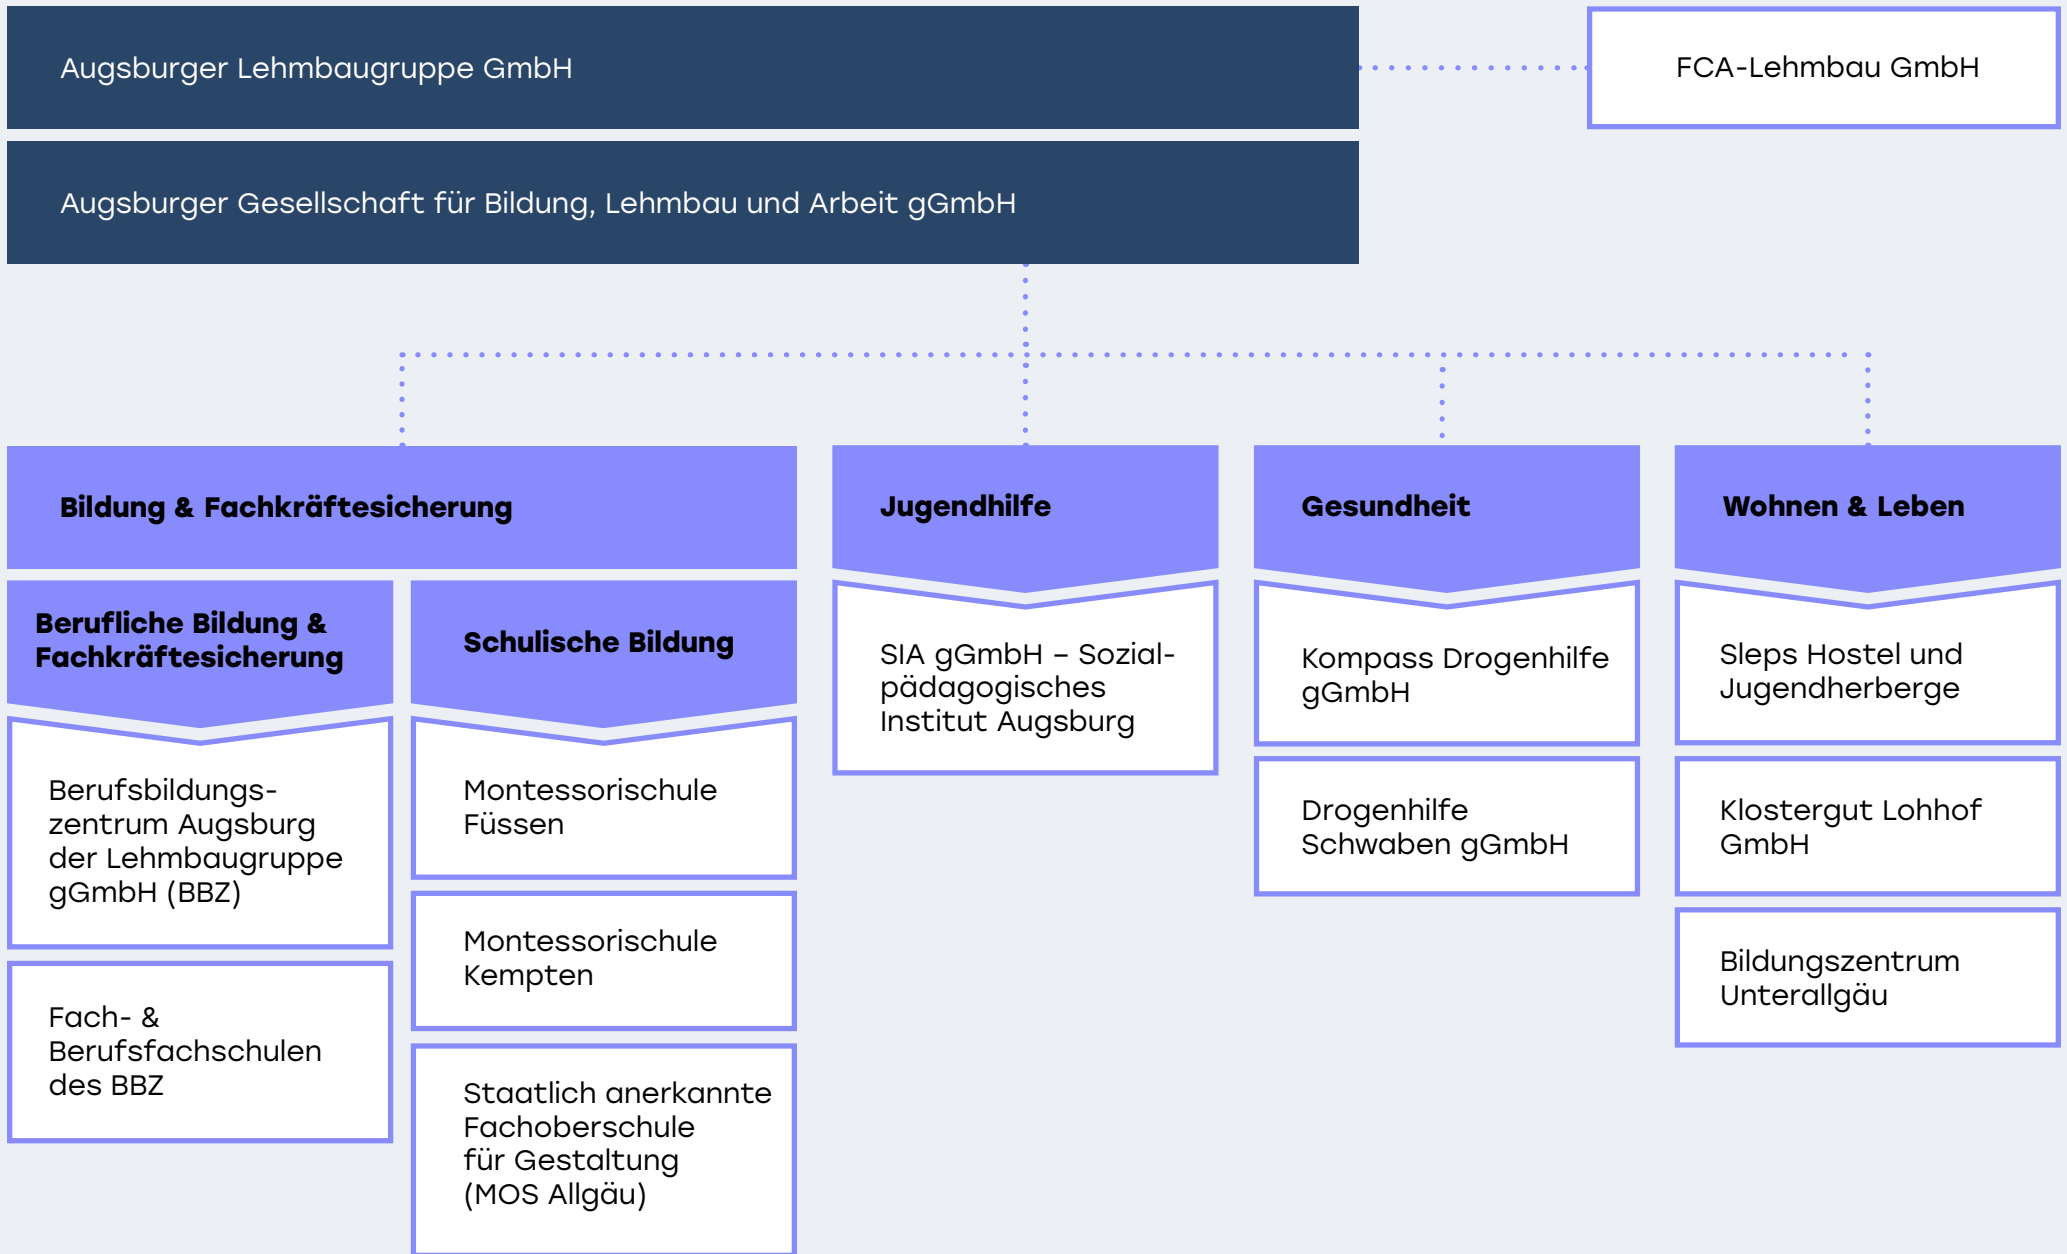 Augsburger Lehmbaugruppe GmbH
FCA-Lehmbau GmbH
Augsburger Gesellschaft für Bildung, Lehmbau und Arbeit gGmbH
Bildung & Fachkräftesicherung
Berufliche Bildung &
Fachkräftesicherung
Berufsbildungs-
zentrum Augsburg
der Lehmbaugruppe
gGmbH (BBZ)
Fach- &
Berufsfachschulen
des BBZ
Schulische Bildung
Montessorischule
Füssen
Montessorischule
Kempten
Staatlich anerkannte
Fachoberschule
für Gestaltung
(MOS Allgäu)
Jugendhilfe
SIA gGmbH – Sozial-
pädagogisches
Institut Augsburg
Gesundheit
Kompass Drogenhilfe
gGmbH
Drogenhilfe
Schwaben gGmbH
Wohnen & Leben
Sleps Hostel und
Jugendherberge
Klostergut Lohhof
GmbH
Bildungszentrum
Unterallgäu